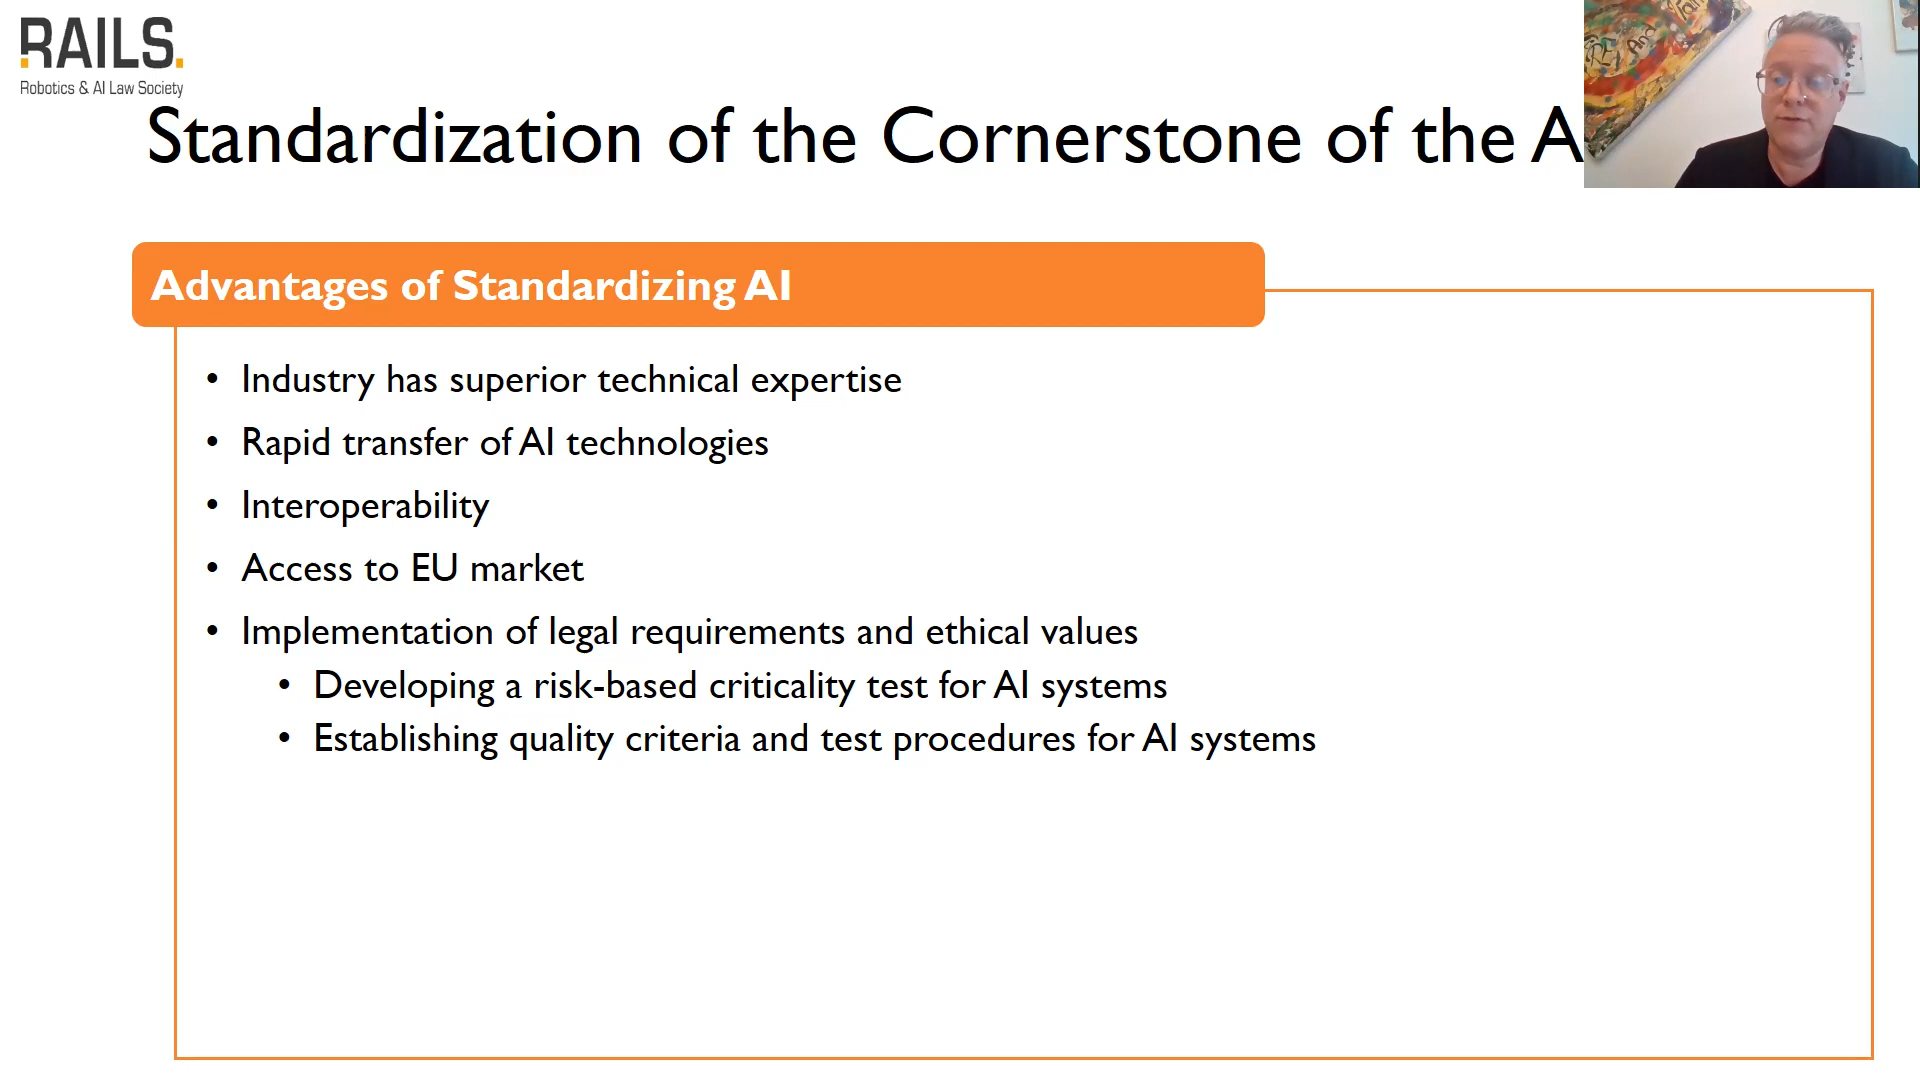 RAILS.
Robotics & AI Law Society
Standardization of the Cornerstone of the A
Advantages of Standardizing AI
• Industry has superior technical expertise
• Rapid transfer of AI technologies
• Interoperability
• Access to EU market
• Implementation of legal requirements and ethical values
• Developing a risk-based criticality test for AI systems
• Establishing quality criteria and test procedures for AI systems
And